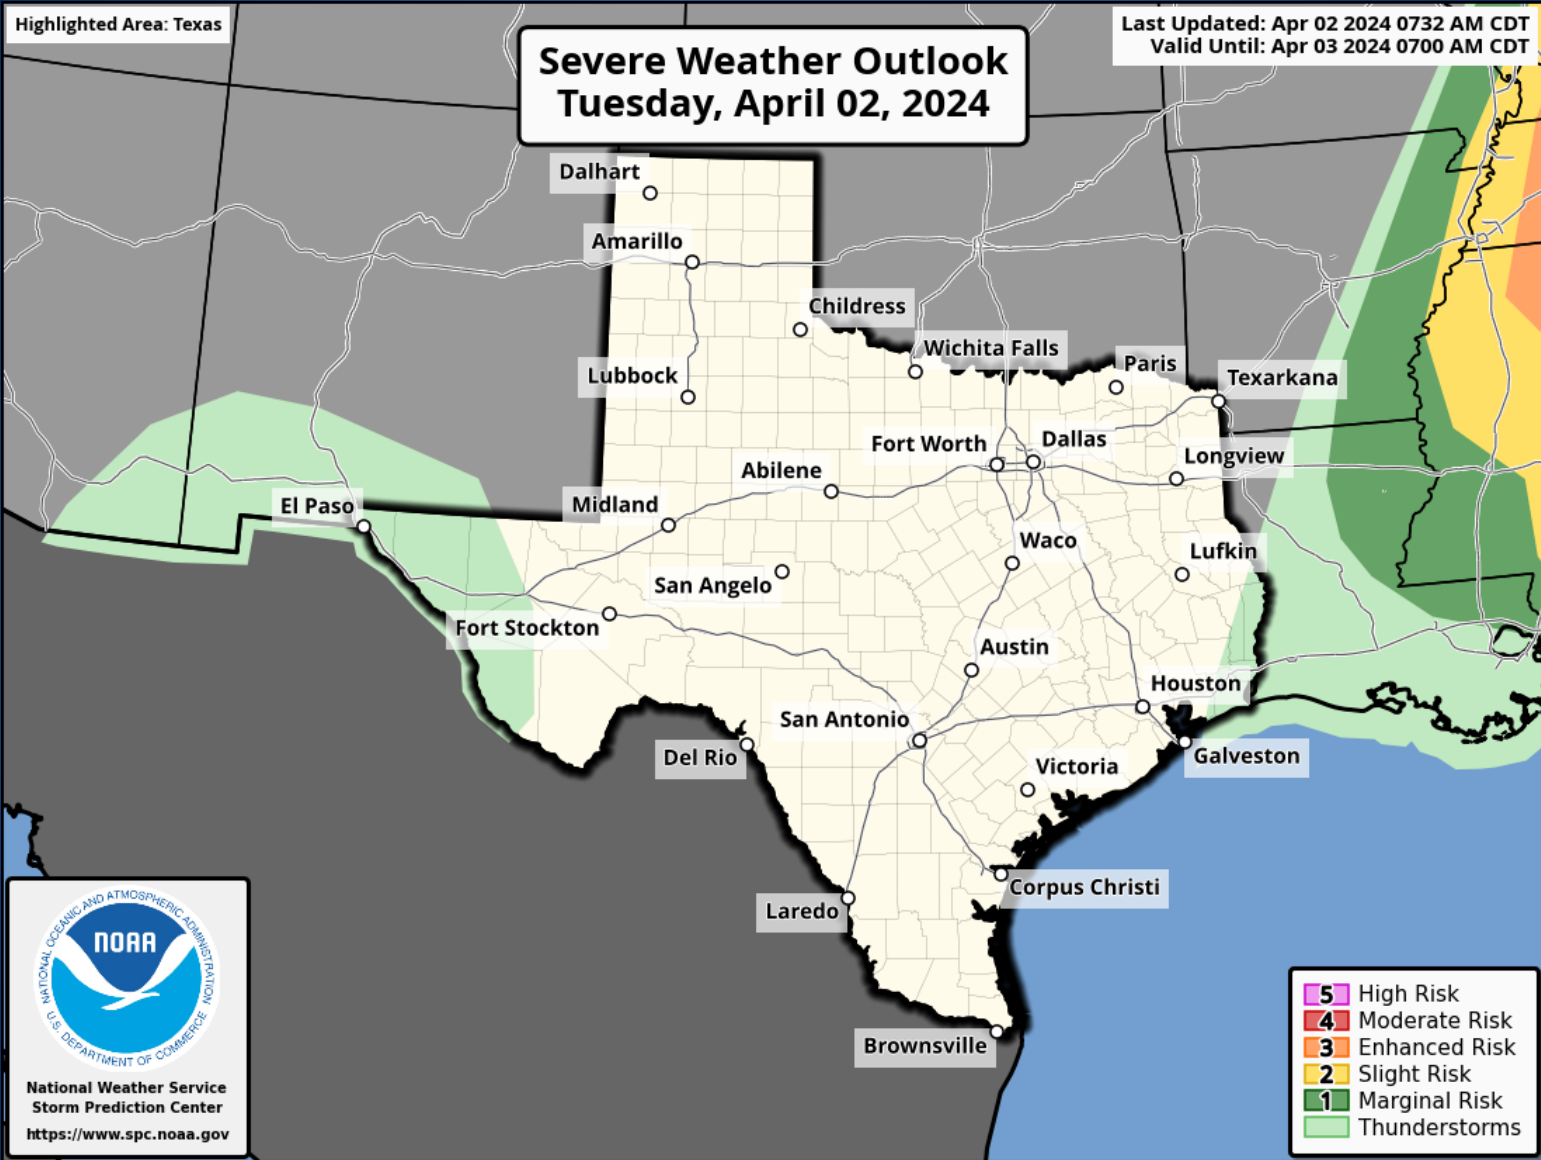 Highlighted Area: Texas
Severe Weather Outlook
Tuesday, April 02, 2024
Last Updated: Apr 02 2024 0732 AM CDT
Valid Until: Apr 03 2024 0700 AM CDT
Dalhart
Amarillo
Childress
Wichita Falls
Paris
Texarkana
Lubbock
Fort Worth
Dallas
Longview
Abilene
Midland
El Paso
Waco
Lufkin
San Angelo
Fort Stockton
Austin
Houston
San Antonio
Del Rio
Galveston
Victoria
Corpus Christi
Laredo
Brownsville
NATIONAL OCEANIC AND ATMOSPHERIC ADMINISTRATION
NOAA
U.S. DEPARTMENT OF COMMERCE
National Weather Service
Storm Prediction Center
https://www.spc.noaa.gov
5 High Risk
4 Moderate Risk
3 Enhanced Risk
2 Slight Risk
1 Marginal Risk
Thunderstorms